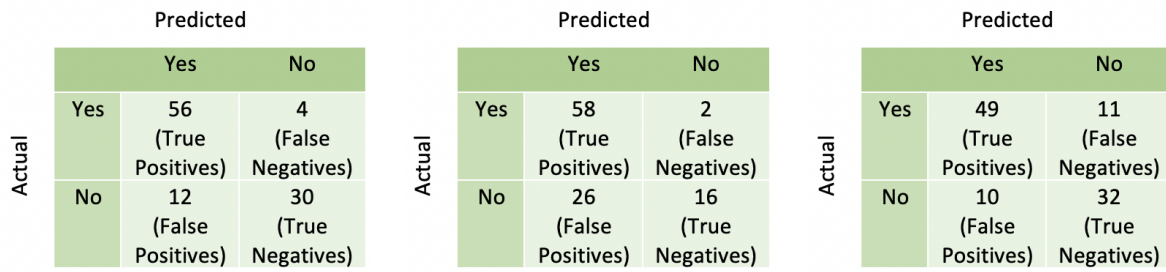 Predicted
Yes No
Actual
Yes 56 (True Positives) 4 (False Negatives)
No 12 (False Positives) 30 (True Negatives)
Predicted
Yes No
Actual
Yes 58 (True Positives) 2 (False Negatives)
No 26 (False Positives) 16 (True Negatives)
Predicted
Yes No
Actual
Yes 49 (True Positives) 11 (False Negatives)
No 10 (False Positives) 32 (True Negatives)